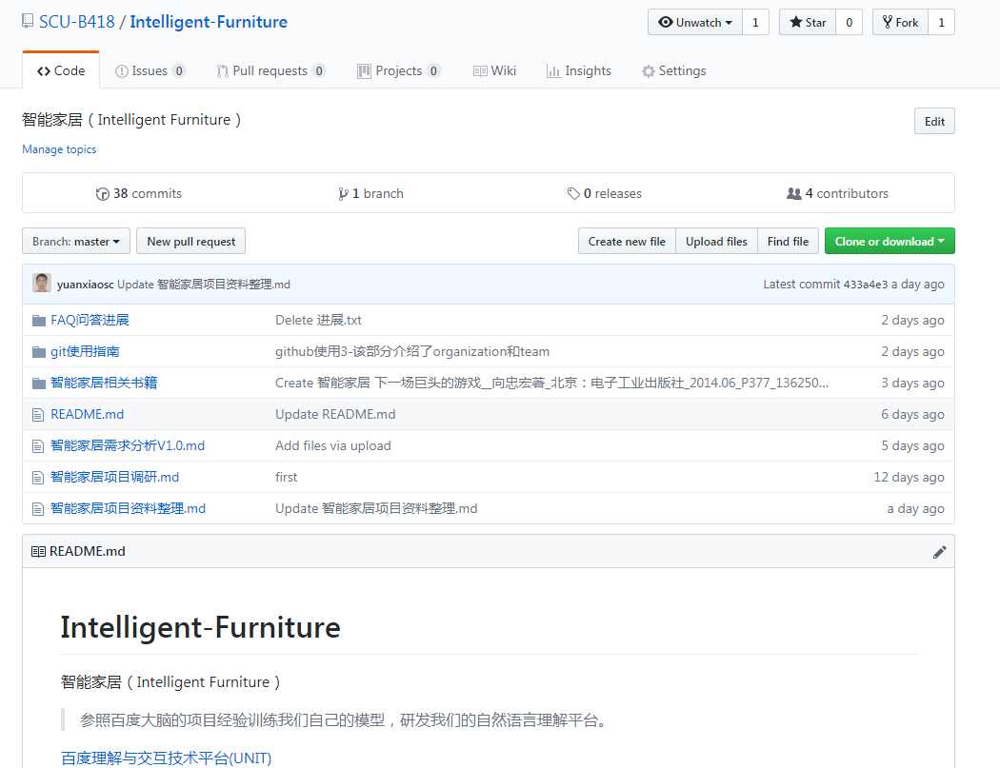 SCU-B418 / Intelligent-Furniture Unwatch 1 Star 0 Fork 1
Code Issues 0 Pull requests 0 Projects 0 Wiki Insights Settings
智能家居（Intelligent Furniture） Edit
Manage topics
38 commits 1 branch 0 releases 4 contributors
Branch: master New pull request Create new file Upload files Find file Clone or download
yuanxiaosc Update 智能家居项目资料整理.md Latest commit 433a4e3 a day ago
FAQ问答进展 Delete 进展.txt 2 days ago
git使用指南 github使用3-该部分介绍了organization和team 2 days ago
智能家居相关书籍 Create 智能家居 下一场巨头的游戏__向忠宏著_北京：电子工业出版社_2014.06_P377_136250... 3 days ago
README.md Update README.md 6 days ago
智能家居需求分析V1.0.md Add files via upload 5 days ago
智能家居项目调研.md first 12 days ago
智能家居项目资料整理.md Update 智能家居项目资料整理.md a day ago
README.md
Intelligent-Furniture
智能家居（Intelligent Furniture）
参照百度大脑的项目经验训练我们自己的模型，研发我们的自然语言理解平台。
百度理解与交互技术平台(UNIT)